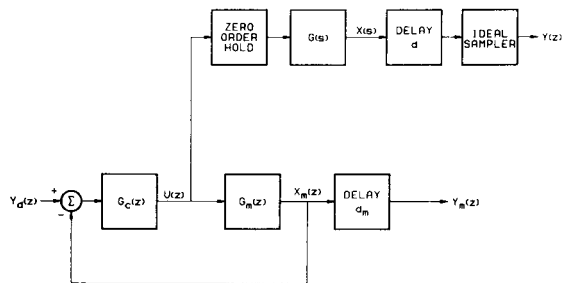 ZERO
ORDER
HOLD
G(s)
X(s)
DELAY
d
IDEAL
SAMPLER
Y(z)
Y_d(z)
+
−
Σ
G_c(z)
U(z)
G_m(z)
X_m(z)
DELAY
d_m
Y_m(z)